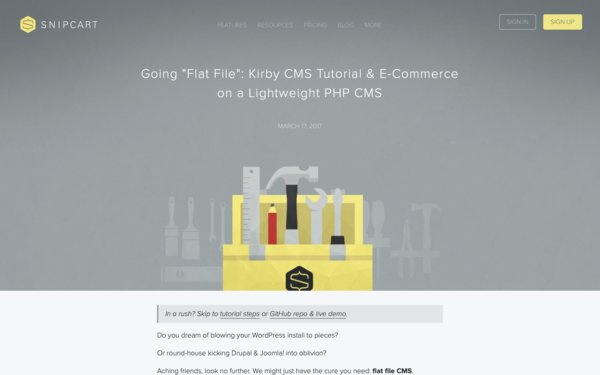 SNIPCART
FEATURES RESOURCES PRICING BLOG MORE
SIGN IN
SIGN UP
Going "Flat File": Kirby CMS Tutorial & E-Commerce
on a Lightweight PHP CMS
MARCH 17, 2017
In a rush? Skip to tutorial steps or GitHub repo & live demo.
Do you dream of blowing your WordPress install to pieces?
Or round-house kicking Drupal & Joomla! into oblivion?
Aching friends, look no further. We might just have the cure you need: flat file CMS.